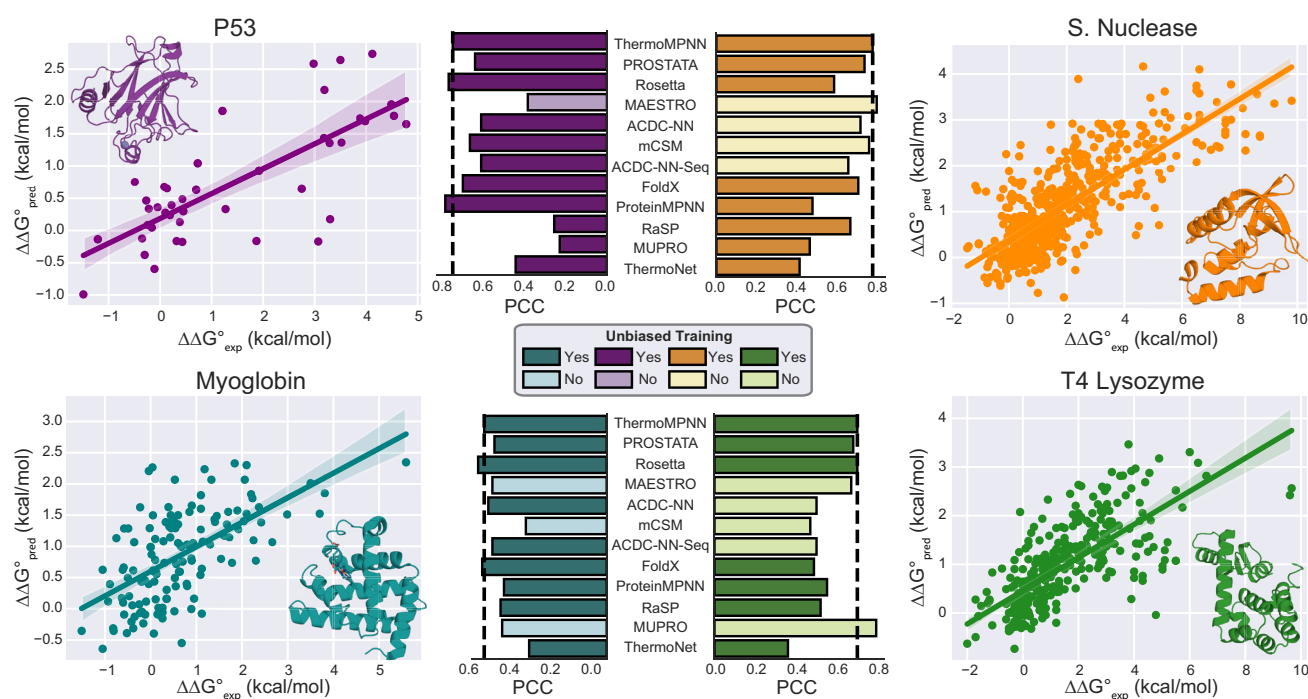 P53
2.5
2.0
1.5
1.0
0.5
0.0
−0.5
−1.0
ΔΔG°pred (kcal/mol)
−1 0 1 2 3 4 5
ΔΔG°exp (kcal/mol)
ThermoMPNN
PROSTATA
Rosetta
MAESTRO
ACDC-NN
mCSM
ACDC-NN-Seq
FoldX
ProteinMPNN
RaSP
MUPRO
ThermoNet
0.8 0.6 0.4 0.2 0.0
PCC
0.0 0.2 0.4 0.6 0.8
PCC
S. Nuclease
4
3
2
1
0
−1
ΔΔG°pred (kcal/mol)
−2 0 2 4 6 8 10
ΔΔG°exp (kcal/mol)
Unbiased Training
Yes Yes Yes Yes
No No No No
Myoglobin
3.0
2.5
2.0
1.5
1.0
0.5
0.0
−0.5
ΔΔG°pred (kcal/mol)
−1 0 1 2 3 4 5
ΔΔG°exp (kcal/mol)
ThermoMPNN
PROSTATA
Rosetta
MAESTRO
ACDC-NN
mCSM
ACDC-NN-Seq
FoldX
ProteinMPNN
RaSP
MUPRO
ThermoNet
0.6 0.4 0.2 0.0
PCC
0.0 0.2 0.4 0.6 0.8
PCC
T4 Lysozyme
4
3
2
1
0
ΔΔG°pred (kcal/mol)
−2 0 2 4 6 8 10
ΔΔG°exp (kcal/mol)